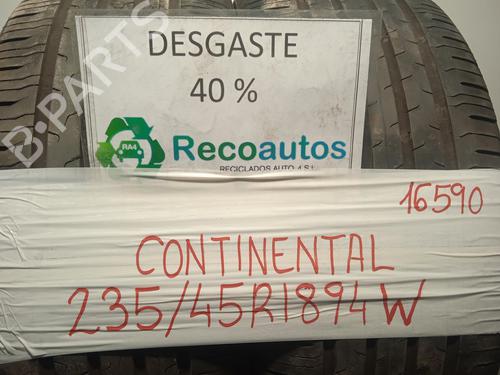 DESGASTE
40 %
RA4
Recoautos
RECICLADOS AUTO 4 S.L.
B-PARTS
16590
CONTINENTAL
235/45R1894W